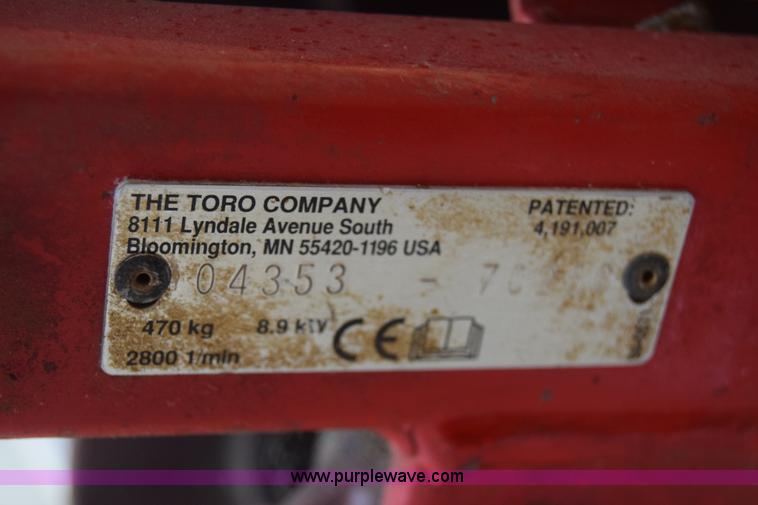 THE TORO COMPANY
8111 Lyndale Avenue South
Bloomington, MN 55420-1196 USA
PATENTED:
4,191,007
04353 -
470 kg 8.9 kW CE
2800 1/min
www.purplewave.com